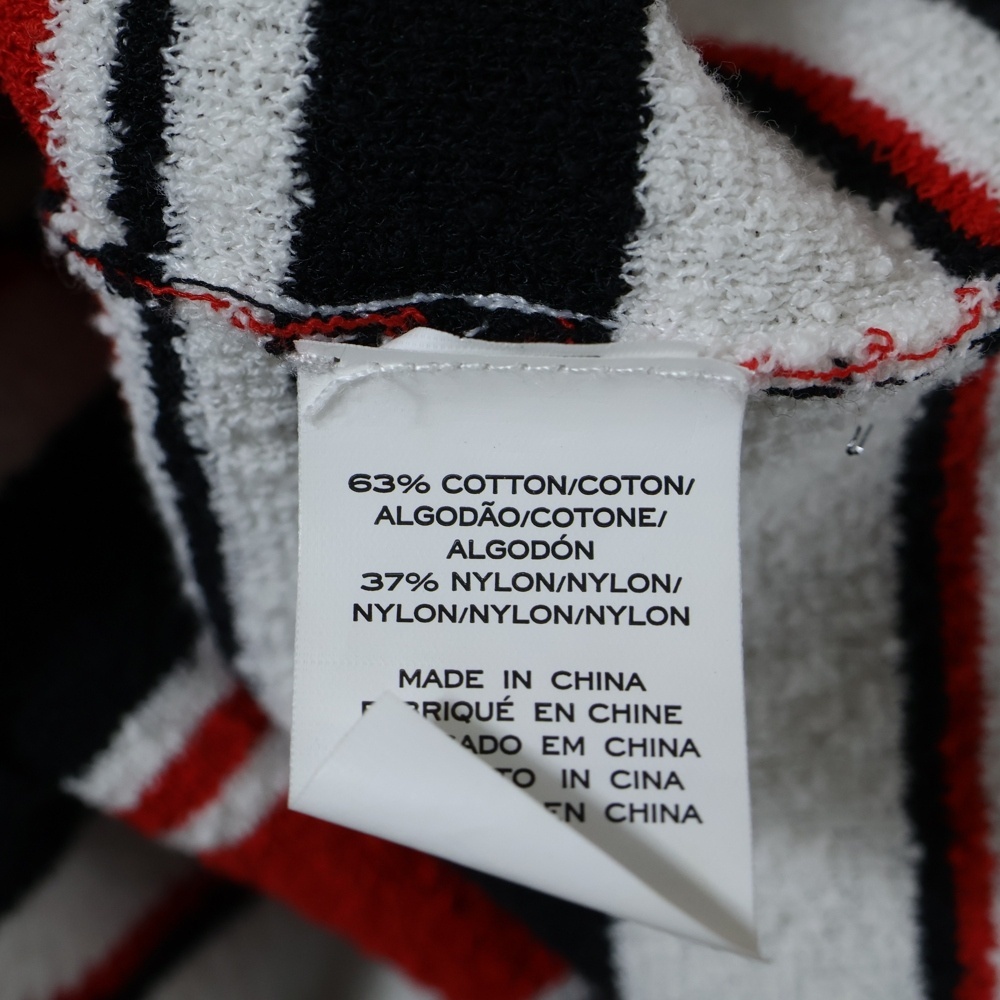 63% COTTON/COTON/
ALGODÃO/COTONE/
ALGODÓN
37% NYLON/NYLON/
NYLON/NYLON/NYLON
MADE IN CHINA
EN CHINE
EM CHINA
IN CINA
EN CHINA